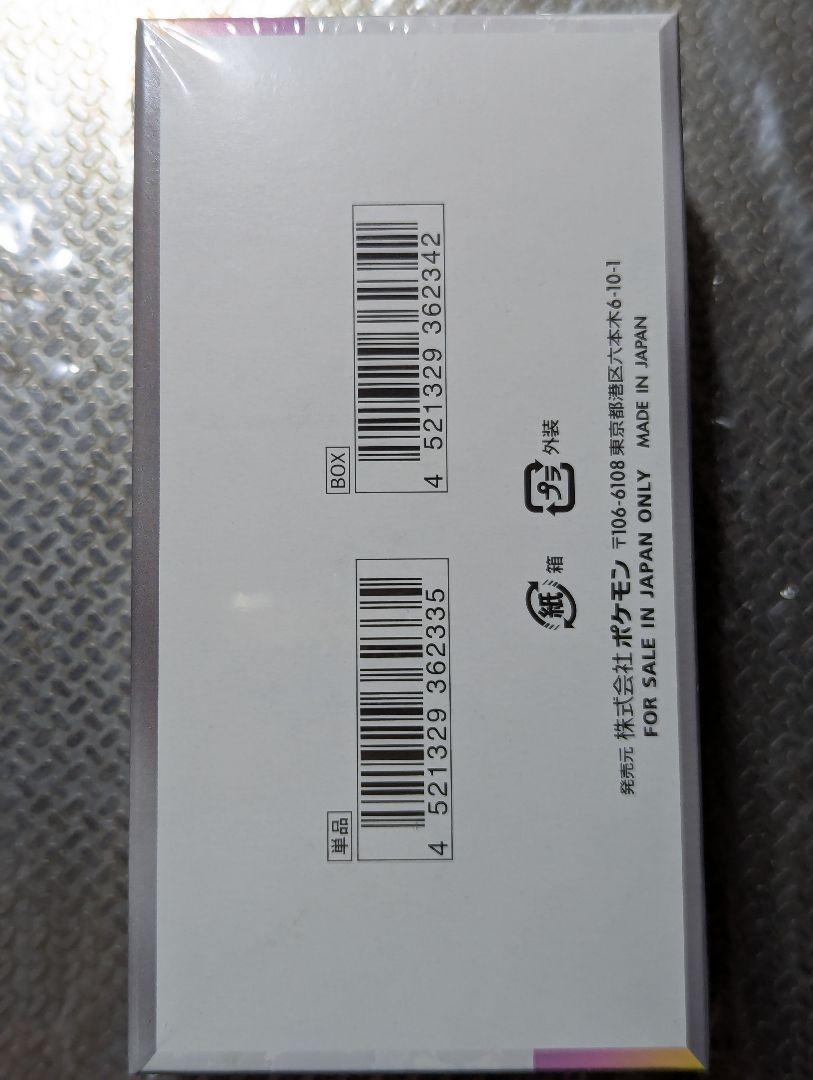 単品
4 521329 362335
BOX
4 521329 362342
紙 箱
プラ 外装
発売元 株式会社 ポケモン 〒106-6108 東京都港区六本木6-10-1
FOR SALE IN JAPAN ONLY MADE IN JAPAN